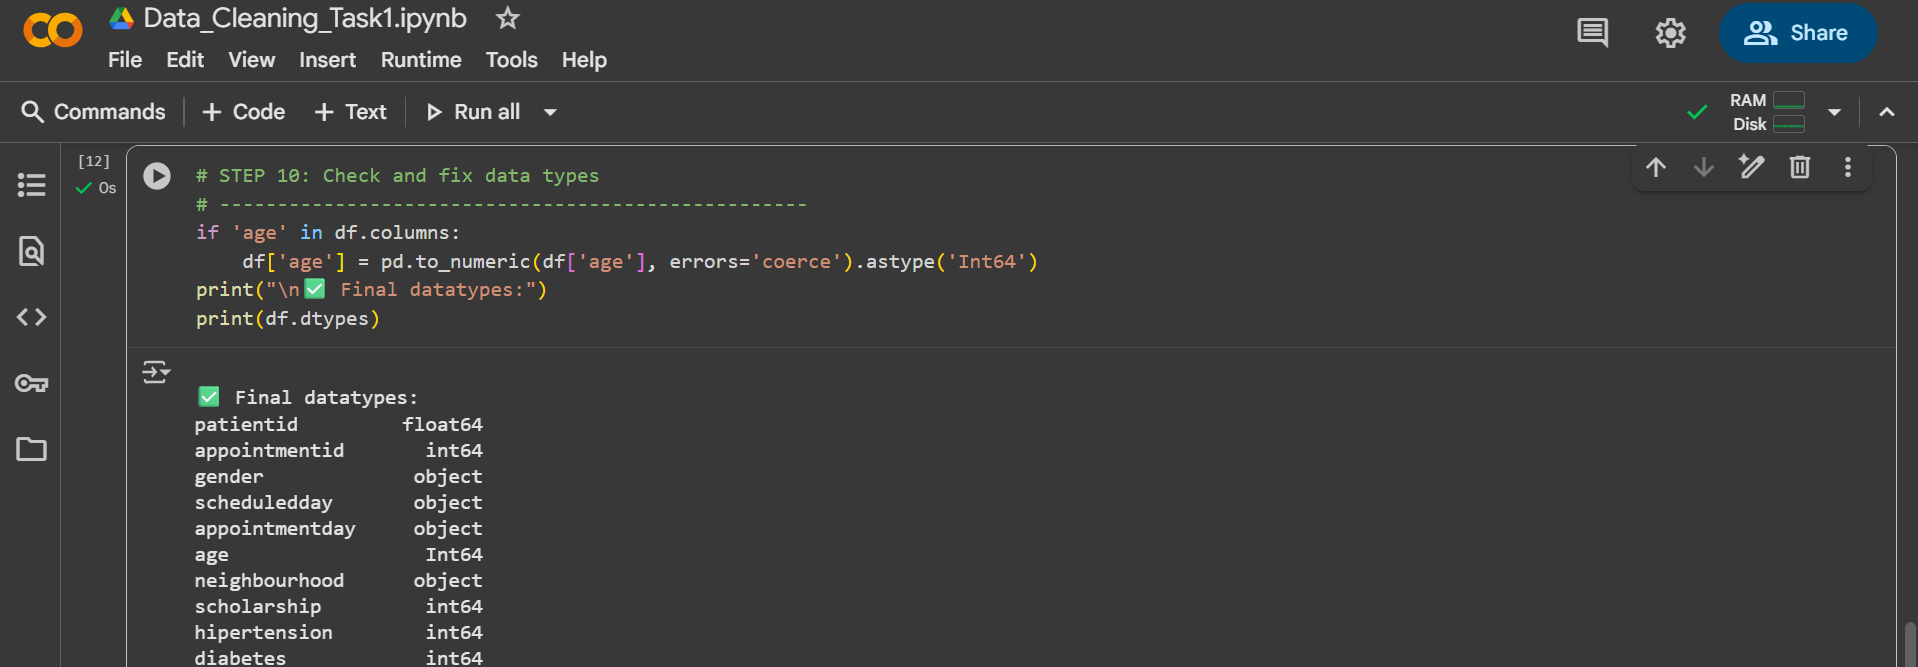 Data_Cleaning_Task1.ipynb
File Edit View Insert Runtime Tools Help
Share
Commands + Code + Text Run all
RAM
Disk
[12]
0s
# STEP 10: Check and fix data types
# ---------------------------------------------------
if 'age' in df.columns:
    df['age'] = pd.to_numeric(df['age'], errors='coerce').astype('Int64')
print("\n✅ Final datatypes:")
print(df.dtypes)
✅ Final datatypes:
patientid         float64
appointmentid       int64
gender             object
scheduledday       object
appointmentday     object
age                 Int64
neighbourhood      object
scholarship         int64
hipertension        int64
diabetes            int64